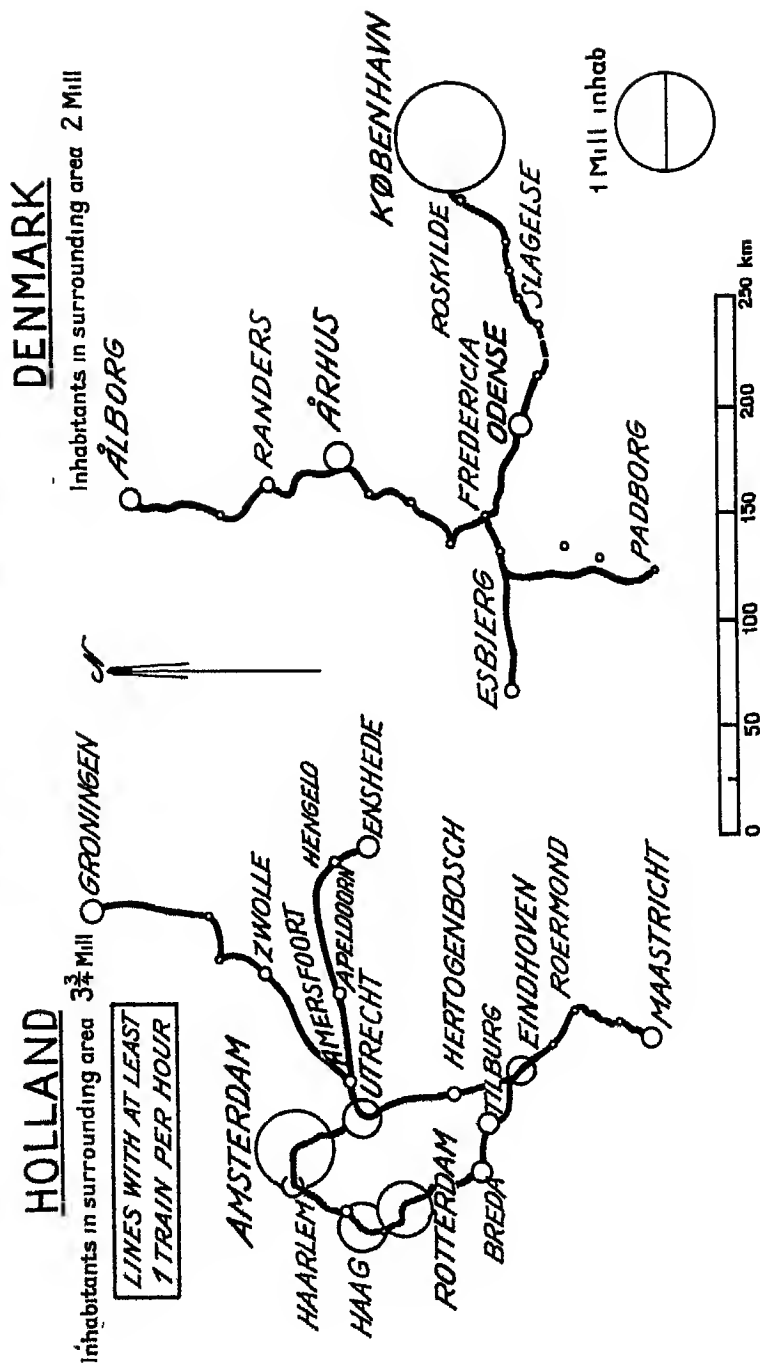 HOLLAND
Inhabitants in surrounding area 3¾ Mill
LINES WITH AT LEAST
1 TRAIN PER HOUR
GRONINGEN
ZWOLLE
AMERSFOORT
HENGELO
APELDOORN
ENSHEDE
UTRECHT
AMSTERDAM
HAARLEM
HAAG
ROTTERDAM
BREDA
TILBURG
HERTOGENBOSCH
EINDHOVEN
ROERMOND
MAASTRICHT
N
DENMARK
Inhabitants in surrounding area 2 Mill
ÅLBORG
RANDERS
ÅRHUS
FREDERICIA
ODENSE
ESBJERG
PADBORG
KØBENHAVN
ROSKILDE
SLAGELSE
1 Mill inhab
0 50 100 150 200 250 km